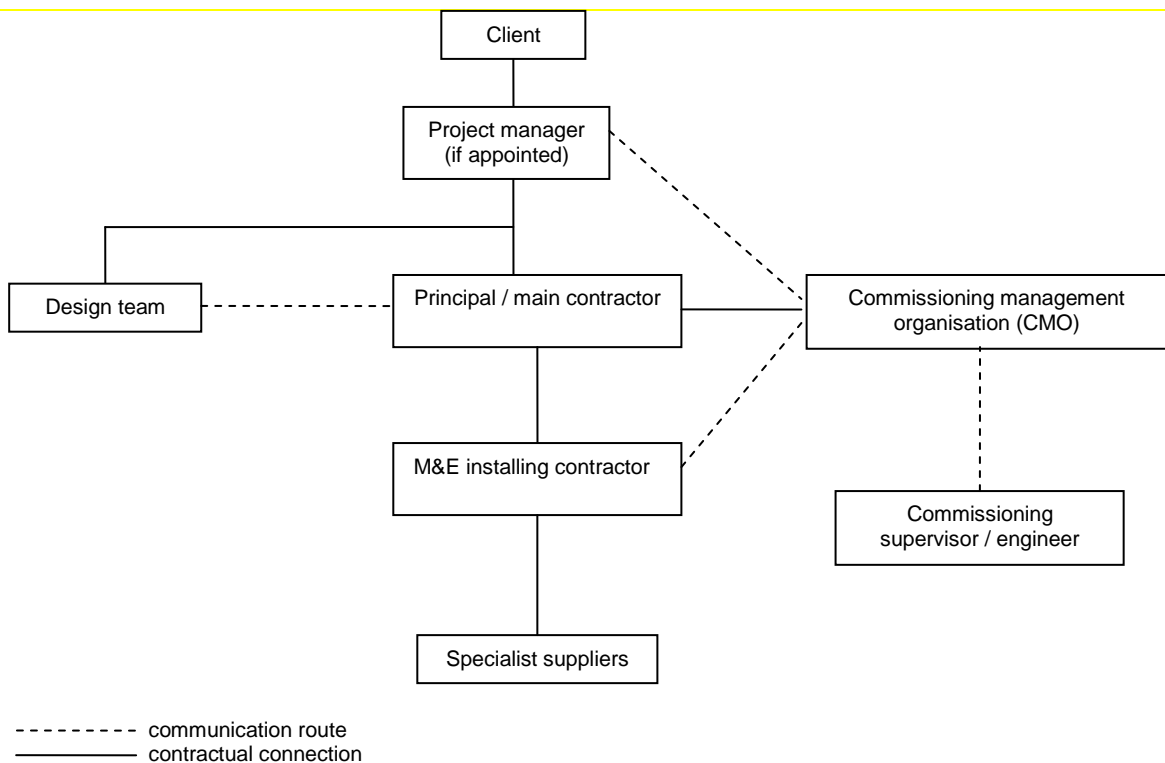 Client
Project manager
(if appointed)
Design team
Principal / main contractor
Commissioning management
organisation (CMO)
M&E installing contractor
Commissioning
supervisor / engineer
Specialist suppliers
communication route
contractual connection